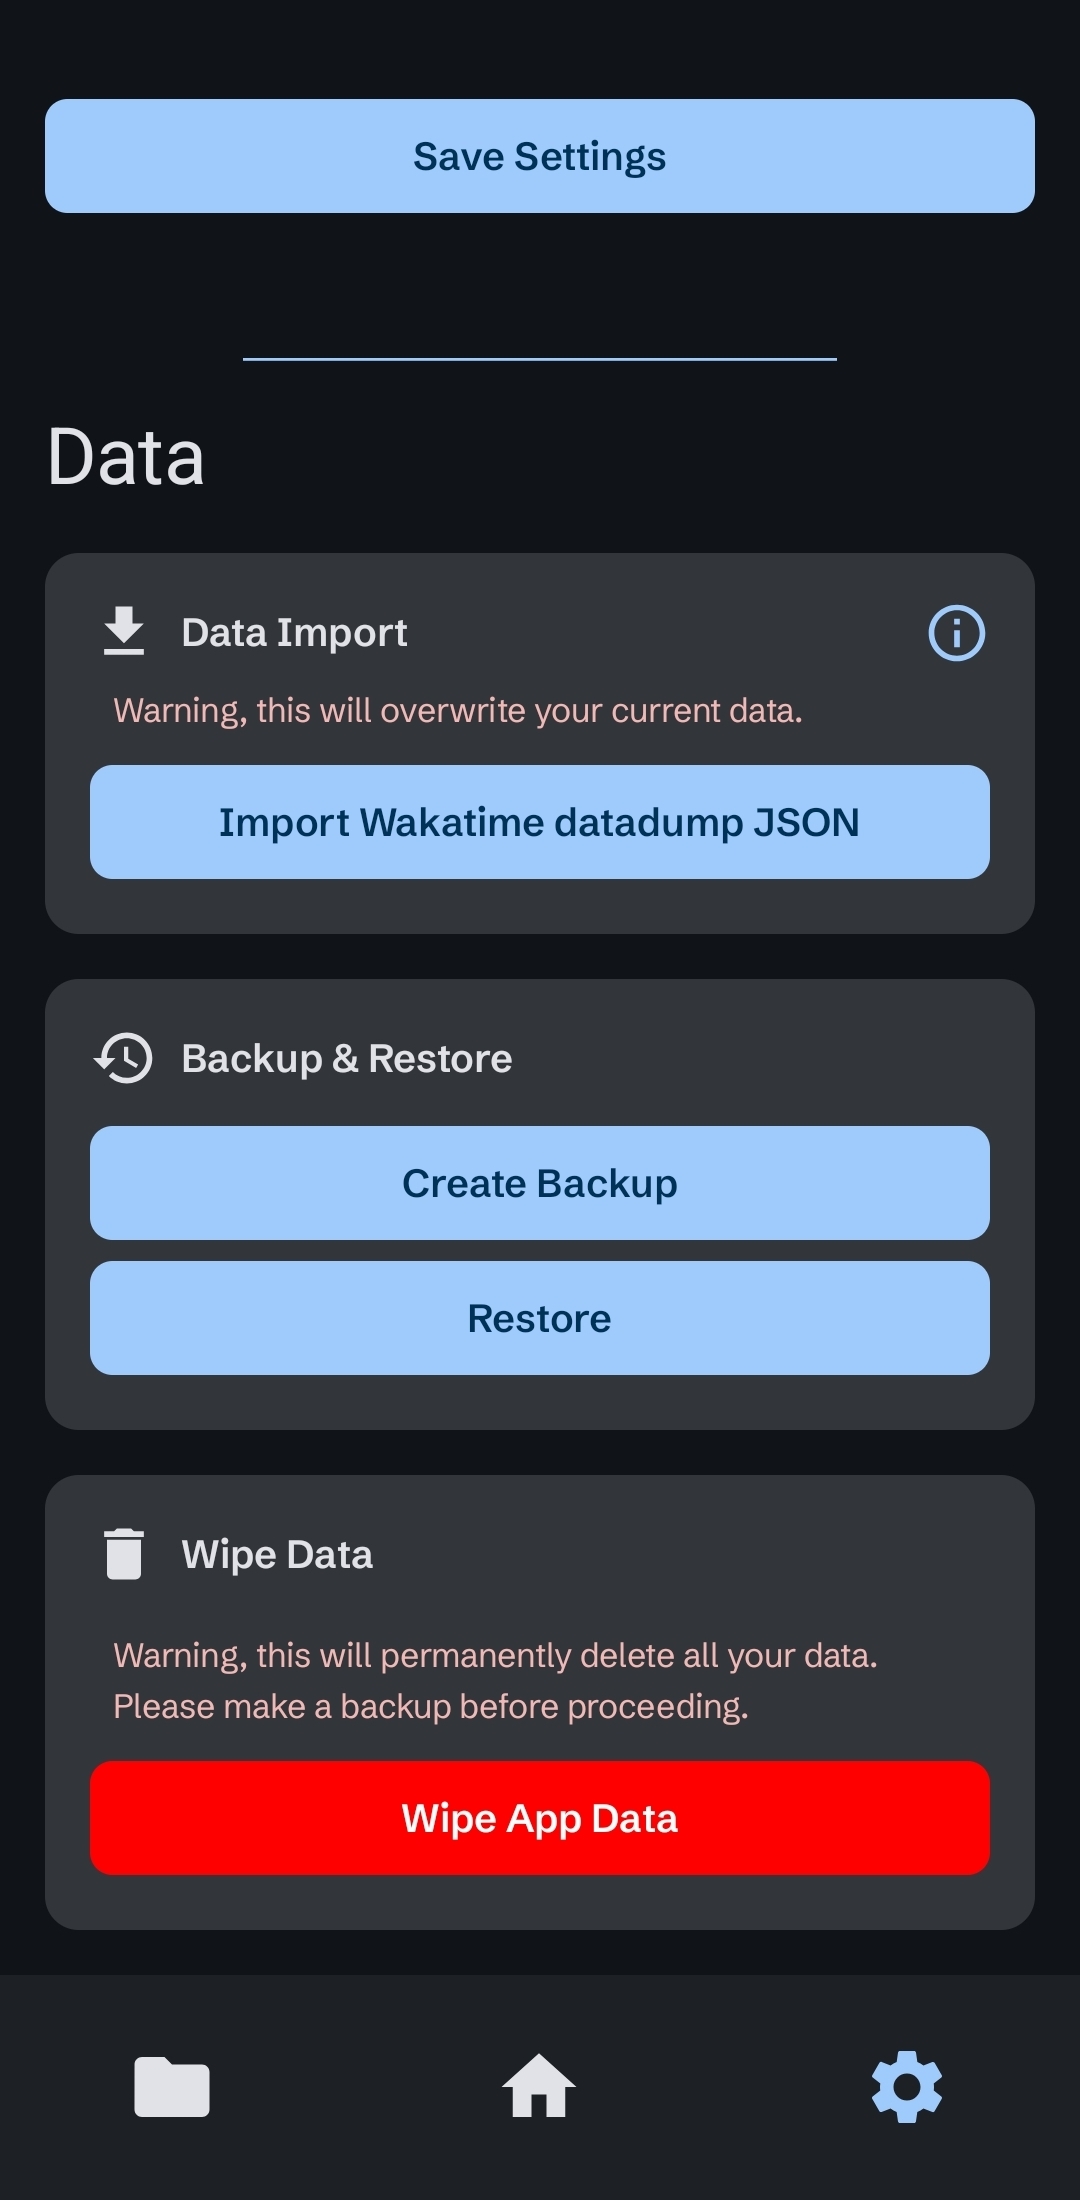 Save Settings
Data
Data Import
Warning, this will overwrite your current data.
Import Wakatime datadump JSON
Backup & Restore
Create Backup
Restore
Wipe Data
Warning, this will permanently delete all your data.
Please make a backup before proceeding.
Wipe App Data